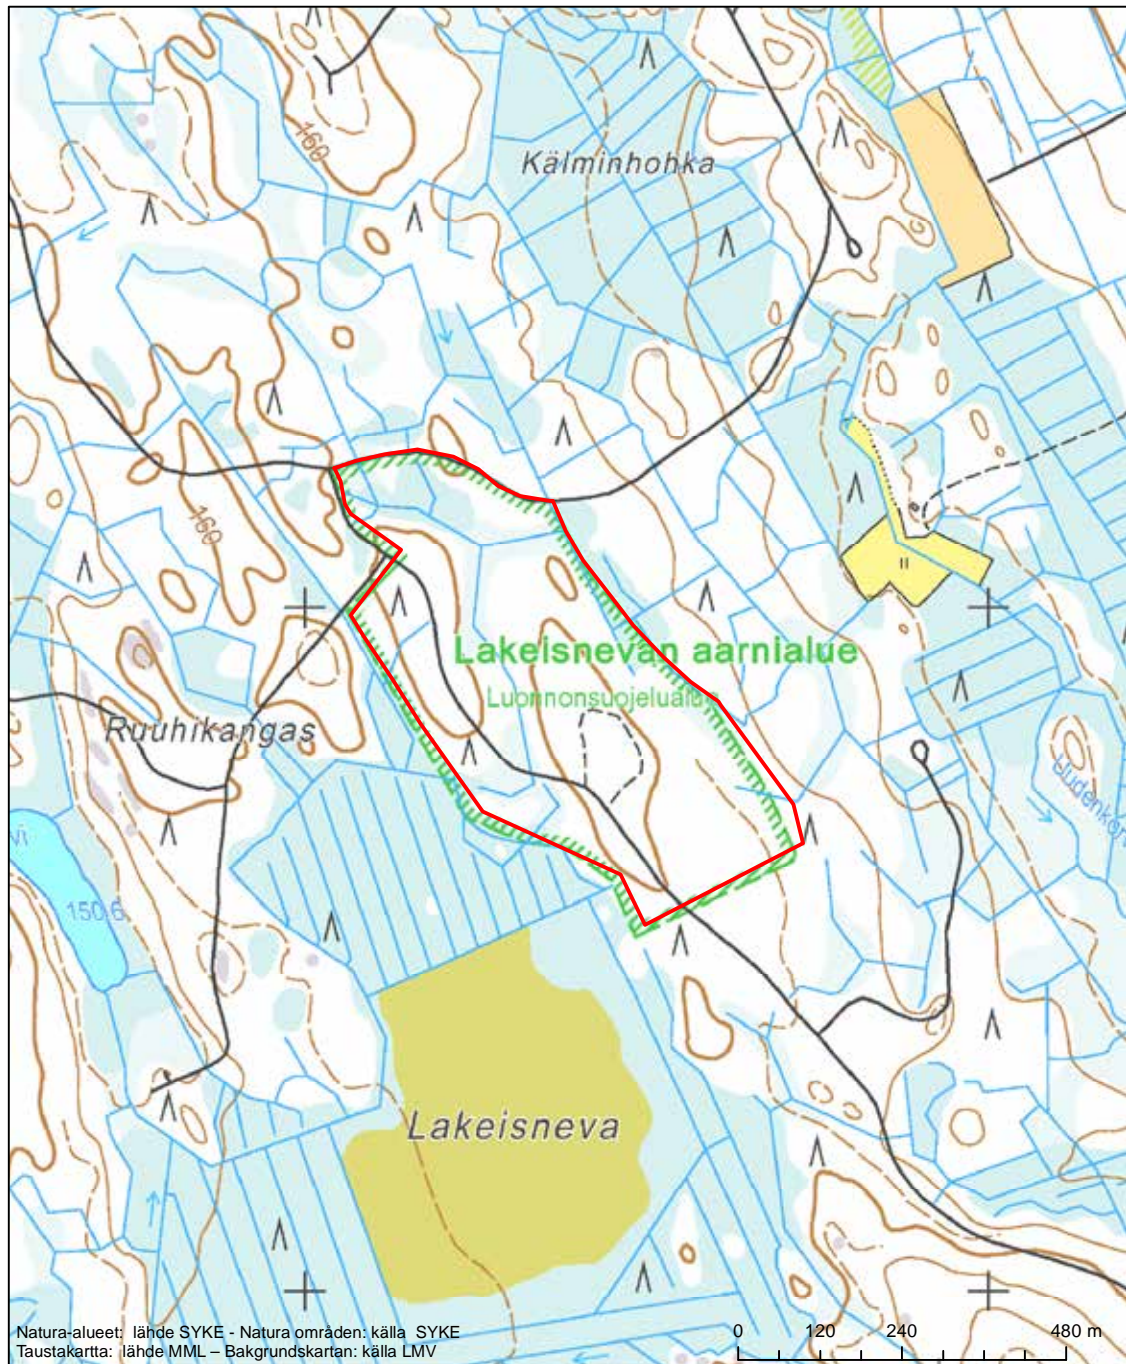 160
Kälminhohka
160
Lakeisnevan aarnialue
Ruuhikangas
150.6
Lakeisneva
Natura-alueet: lähde SYKE - Natura områden: källa SYKE
Taustakartta: lähde MML – Bakgrundskartan: källa LMV
0 120 240 480 m